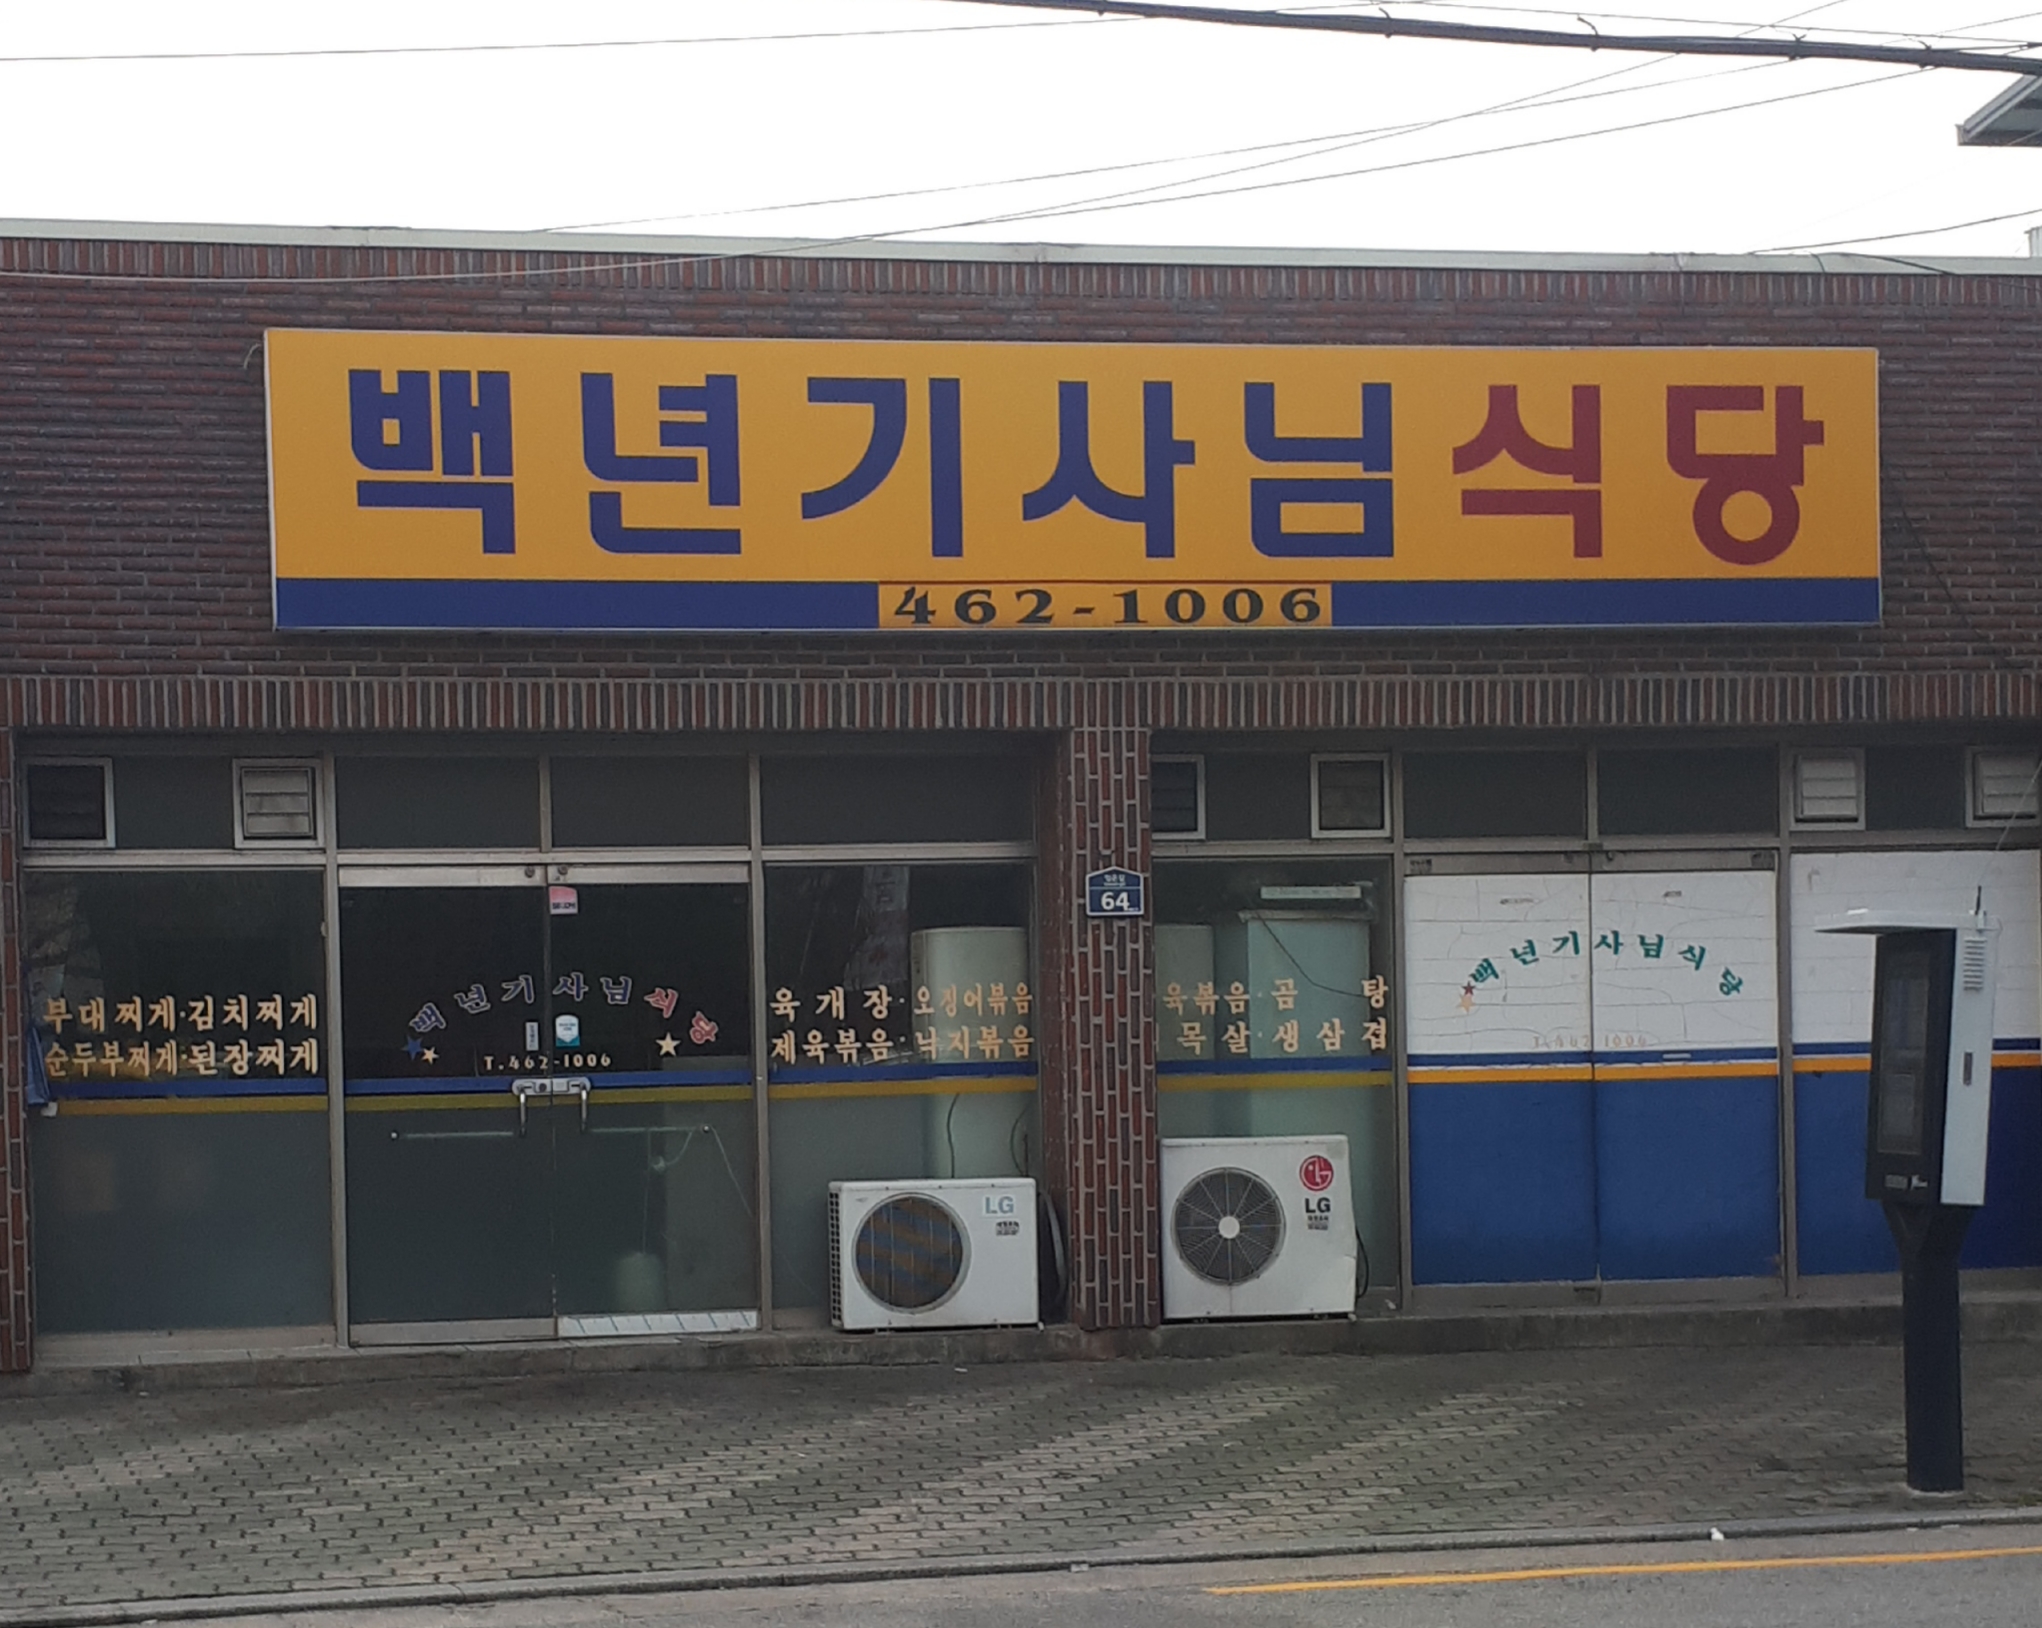 백년기사님식당
462-1006
64
부대찌게·김치찌게
순두부찌게·된장찌게
백년기사님식당
T.462-1006
육개장·오징어볶음
제육볶음·낙지볶음
육볶음·곰 탕
목살·생삼겹
백년기사님식당
T.462-1006
LG
LG